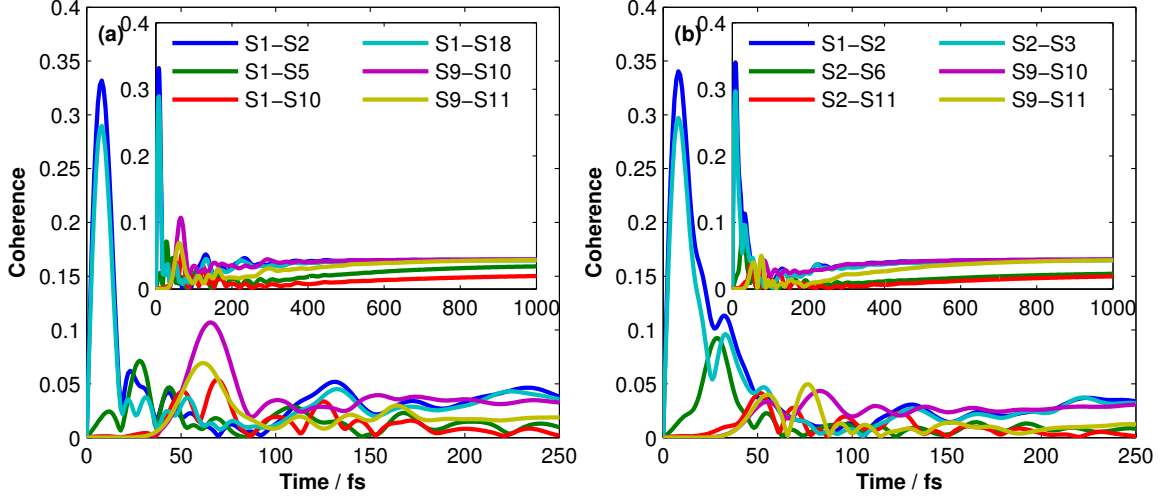 (a)
S1–S2
S1–S5
S1–S10
S1–S18
S9–S10
S9–S11
0.4
0.35
0.3
0.25
0.2
0.15
0.1
0.05
0
Coherence
0 50 100 150 200 250
Time / fs
0.4
0.3
0.2
0.1
0
0 200 400 600 800 1000
(b)
S1–S2
S2–S6
S2–S11
S2–S3
S9–S10
S9–S11
0.4
0.35
0.3
0.25
0.2
0.15
0.1
0.05
0
Coherence
0 50 100 150 200 250
Time / fs
0.4
0.3
0.2
0.1
0
0 200 400 600 800 1000